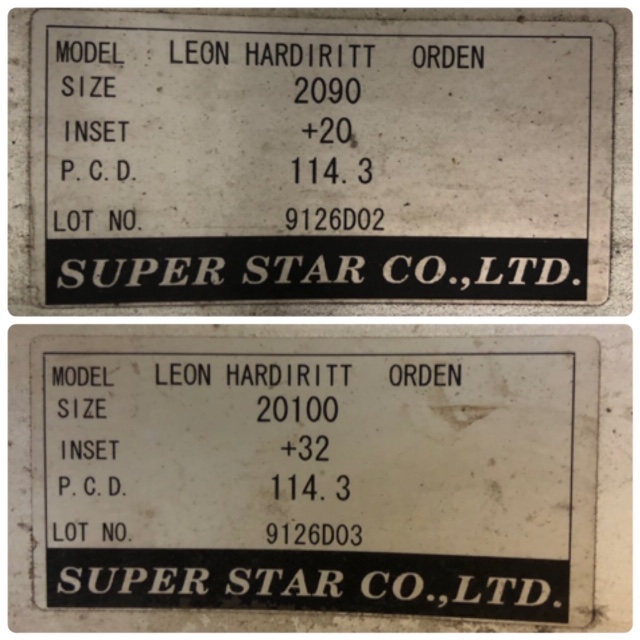 MODEL LEON HARDIRITT ORDEN
SIZE 2090
INSET +20
P.C.D. 114.3
LOT NO. 9126D02
SUPER STAR CO.,LTD.
MODEL LEON HARDIRITT ORDEN
SIZE 20100
INSET +32
P.C.D. 114.3
LOT NO. 9126D03
SUPER STAR CO.,LTD.